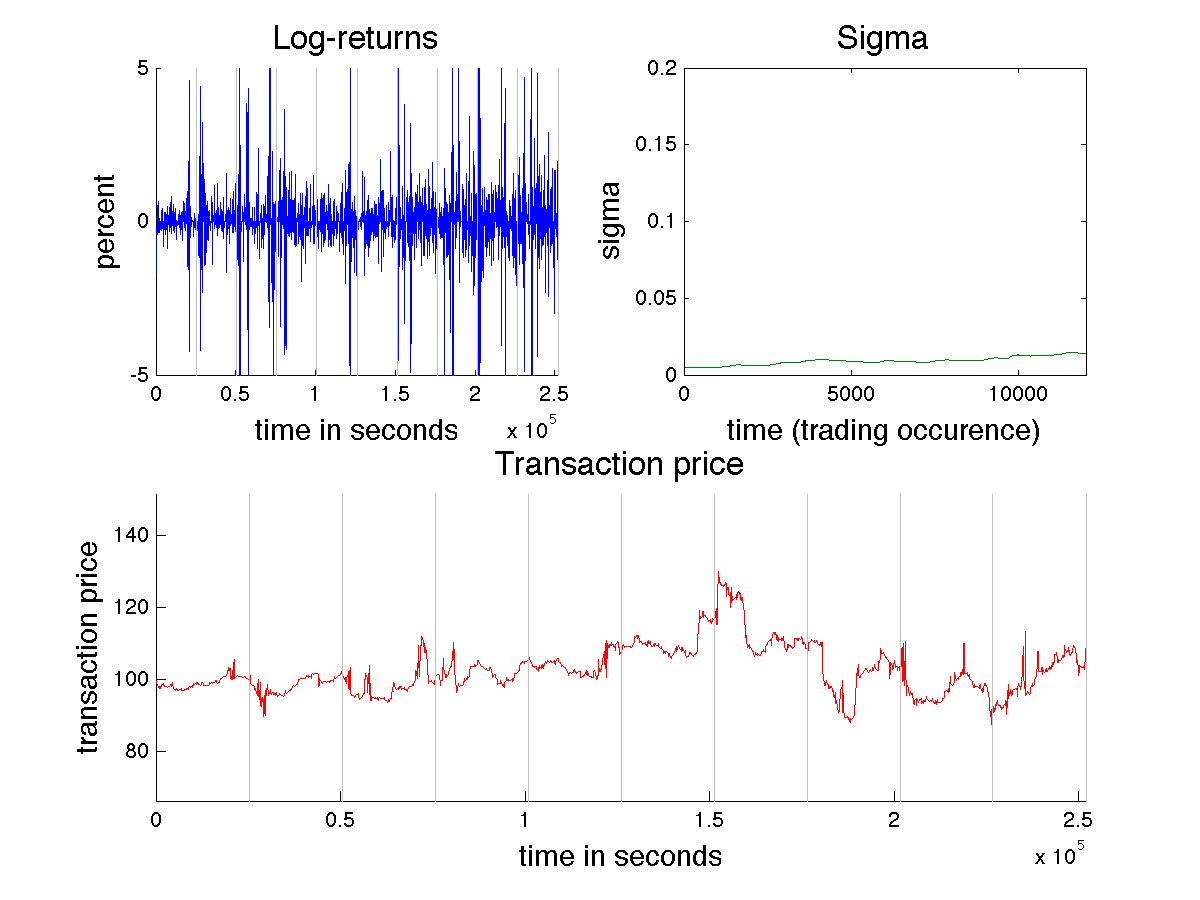 Log-returns
5
0
-5
percent
0
0.5
1
1.5
2
2.5
time in seconds
x 10^5
Sigma
0.2
0.15
0.1
0.05
0
sigma
0
5000
10000
time (trading occurence)
Transaction price
140
120
100
80
transaction price
0
0.5
1
1.5
2
2.5
time in seconds
x 10^5